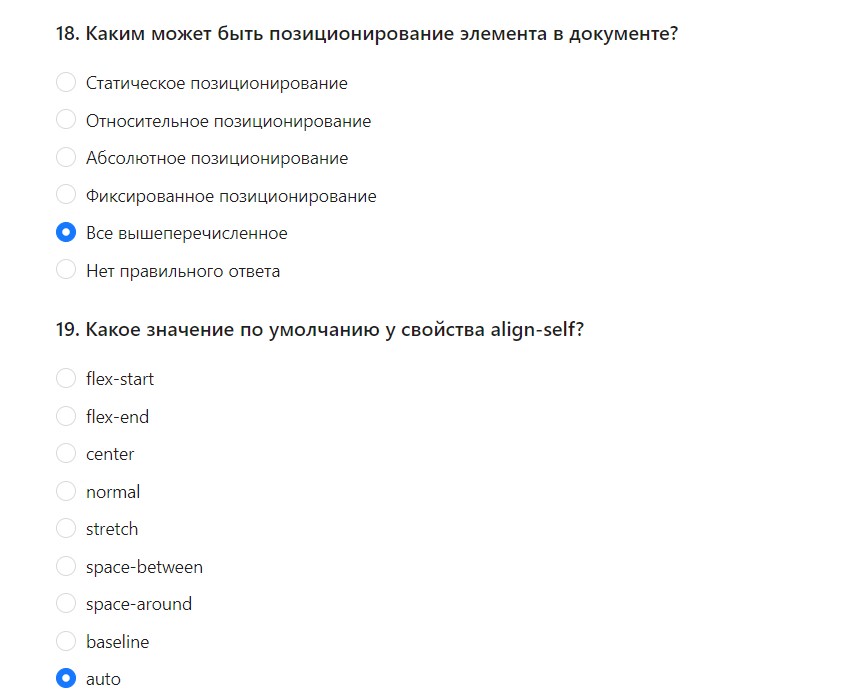 18. Каким может быть позиционирование элемента в документе?
Статическое позиционирование
Относительное позиционирование
Абсолютное позиционирование
Фиксированное позиционирование
Все вышеперечисленное
Нет правильного ответа
19. Какое значение по умолчанию у свойства align-self?
flex-start
flex-end
center
normal
stretch
space-between
space-around
baseline
auto